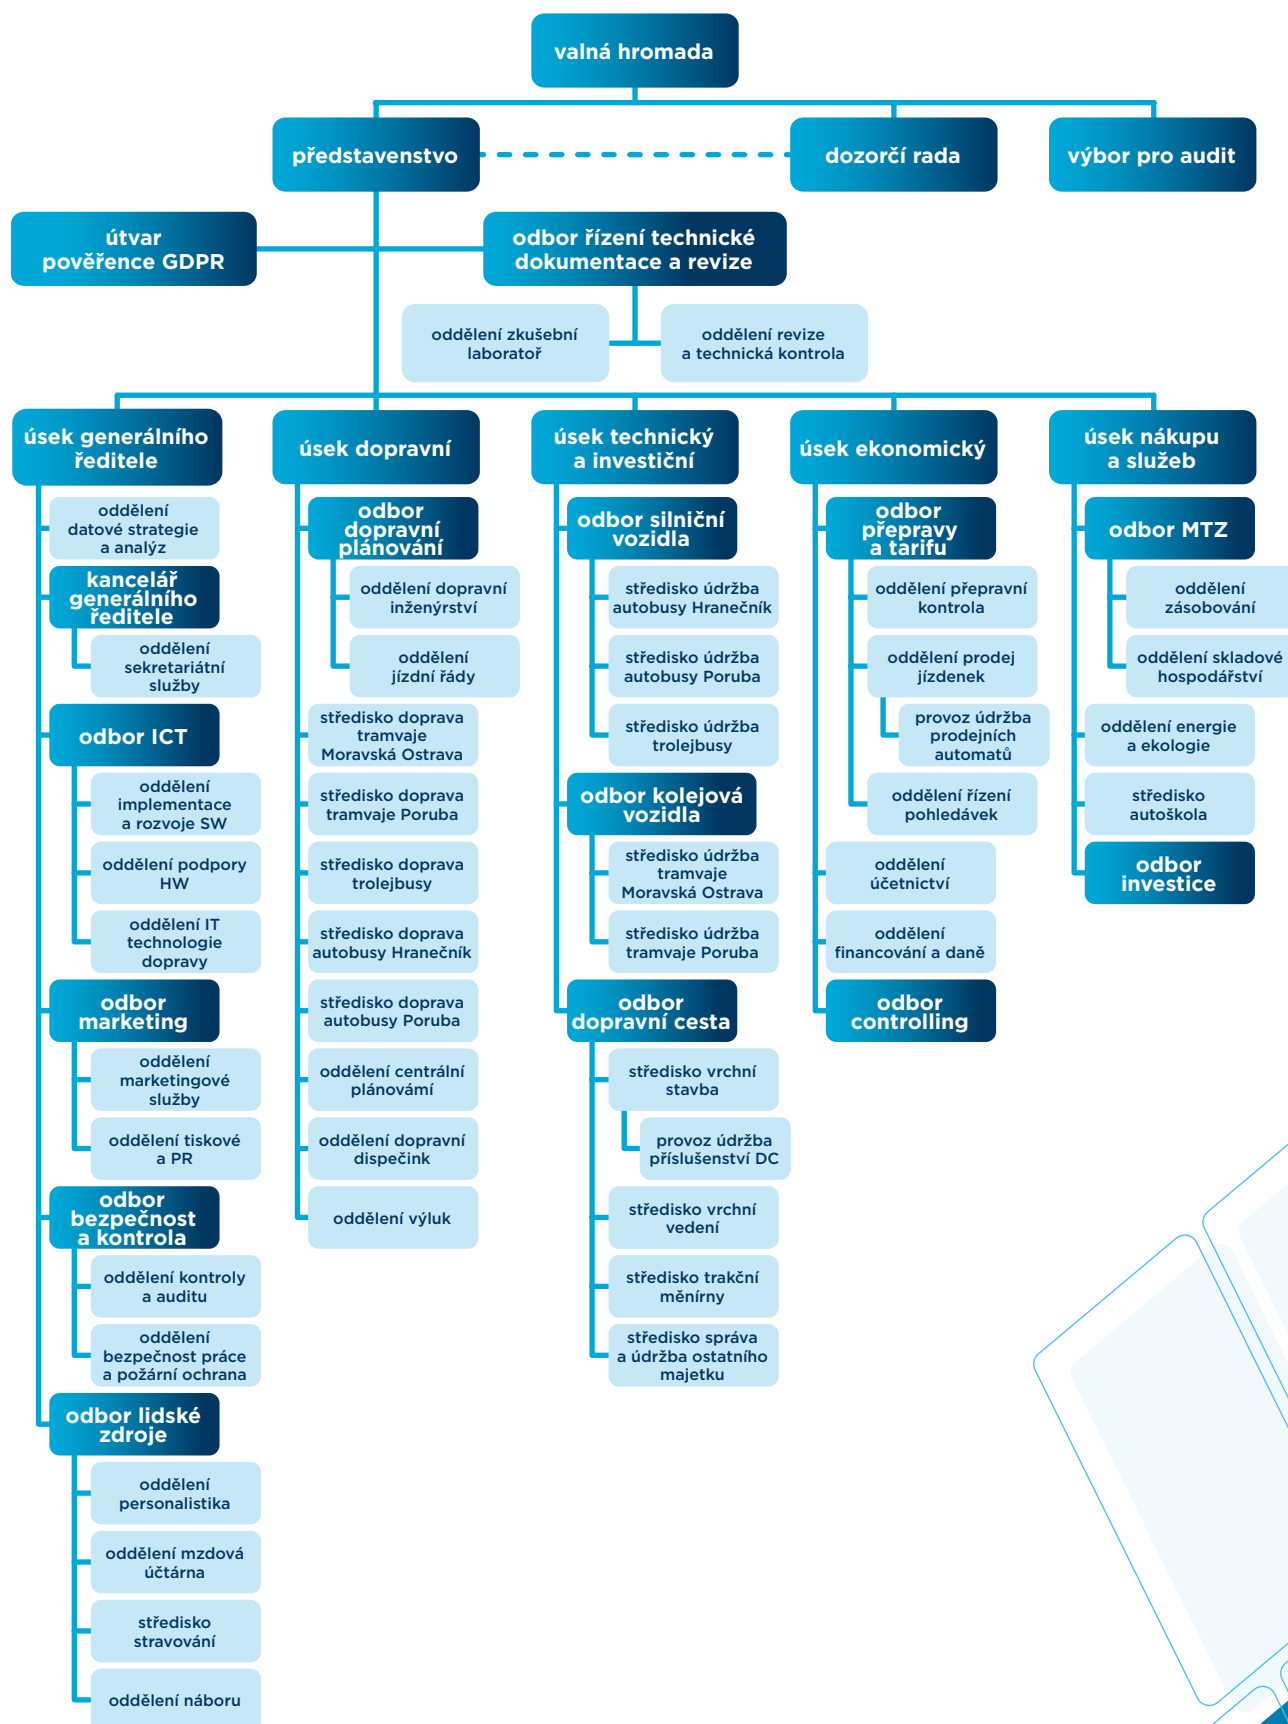 valná hromada
představenstvo
dozorčí rada
výbor pro audit
útvar
pověřence GDPR
odbor řízení technické
dokumentace a revize
oddělení zkušební
laboratoř
oddělení revize
a technická kontrola
úsek generálního
ředitele
oddělení
datové strategie
a analýz
kancelář
generálního
ředitele
oddělení
sekretariátní
služby
odbor ICT
oddělení
implementace
a rozvoje SW
oddělení podpory
HW
oddělení IT
technologie
dopravy
odbor
marketing
oddělení
marketingové
služby
oddělení tiskové
a PR
odbor
bezpečnost
a kontrola
oddělení kontroly
a auditu
oddělení
bezpečnost práce
a požární ochrana
odbor lidské
zdroje
oddělení
personalistika
oddělení mzdová
účtárna
středisko
stravování
oddělení náboru
úsek dopravní
odbor
dopravní
plánování
oddělení dopravní
inženýrství
oddělení
jízdní řády
středisko doprava
tramvaje
Moravská Ostrava
středisko doprava
tramvaje Poruba
středisko doprava
trolejbusy
středisko doprava
autobusy Hranečník
středisko doprava
autobusy Poruba
oddělení centrální
plánovámí
oddělení dopravní
dispečink
oddělení výluk
úsek technický
a investiční
odbor silniční
vozidla
středisko údržba
autobusy Hranečník
středisko údržba
autobusy Poruba
středisko údržba
trolejbusy
odbor kolejová
vozidla
středisko údržba
tramvaje
Moravská Ostrava
středisko údržba
tramvaje Poruba
odbor
dopravní cesta
středisko vrchní
stavba
provoz údržba
příslušenství DC
středisko vrchní
vedení
středisko trakční
měnírny
středisko správa
a údržba ostatního
majetku
úsek ekonomický
odbor
přepravy
a tarifu
oddělení přepravní
kontrola
oddělení prodej
jízdenek
provoz údržba
prodejních
automatů
oddělení řízení
pohledávek
oddělení
účetnictví
oddělení
financování a daně
odbor
controlling
úsek nákupu
a služeb
odbor MTZ
oddělení
zásobování
oddělení skladové
hospodářství
oddělení energie
a ekologie
středisko
autoškola
odbor
investice